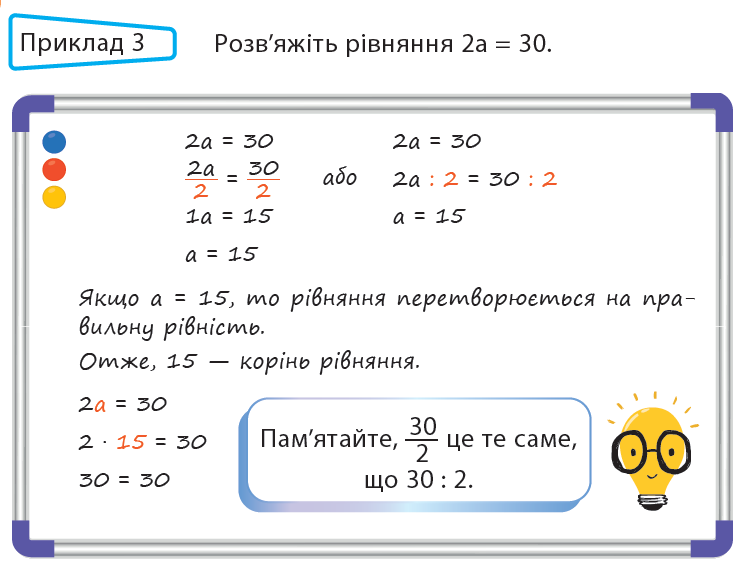 Приклад 3
Розв’яжіть рівняння 2a = 30.
2a = 30
2a/2 = 30/2
1a = 15
a = 15
або
2a = 30
2a : 2 = 30 : 2
a = 15
Якщо a = 15, то рівняння перетворюється на пра-
вильну рівність.
Отже, 15 — корінь рівняння.
2a = 30
2 · 15 = 30
30 = 30
Пам’ятайте, 30/2 це те саме,
що 30 : 2.